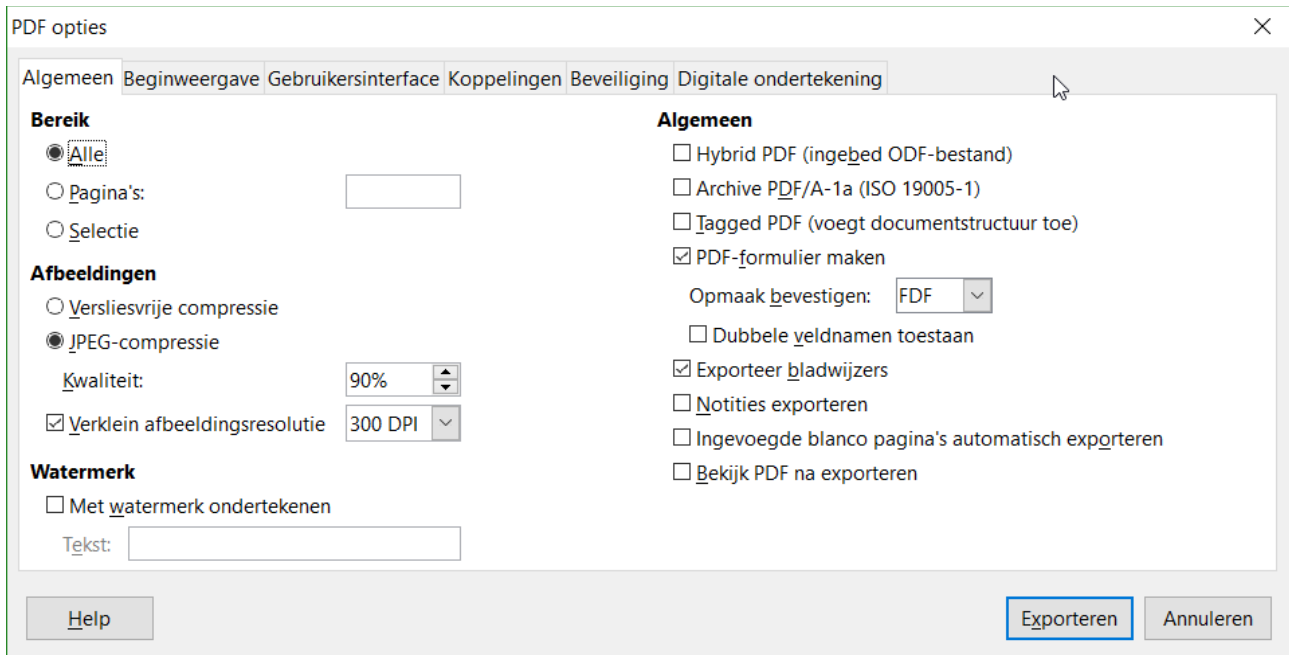 PDF opties
Algemeen Beginweergave Gebruikersinterface Koppelingen Beveiliging Digitale ondertekening
Bereik
Alle
Pagina's:
Selectie
Afbeeldingen
Versliesvrije compressie
JPEG-compressie
Kwaliteit: 90%
Verklein afbeeldingsresolutie 300 DPI
Watermerk
Met watermerk ondertekenen
Tekst:
Algemeen
Hybrid PDF (ingebed ODF-bestand)
Archive PDF/A-1a (ISO 19005-1)
Tagged PDF (voegt documentstructuur toe)
PDF-formulier maken
Opmaak bevestigen: FDF
Dubbele veldnamen toestaan
Exporteer bladwijzers
Notities exporteren
Ingevoegde blanco pagina's automatisch exporteren
Bekijk PDF na exporteren
Help Exporteren Annuleren